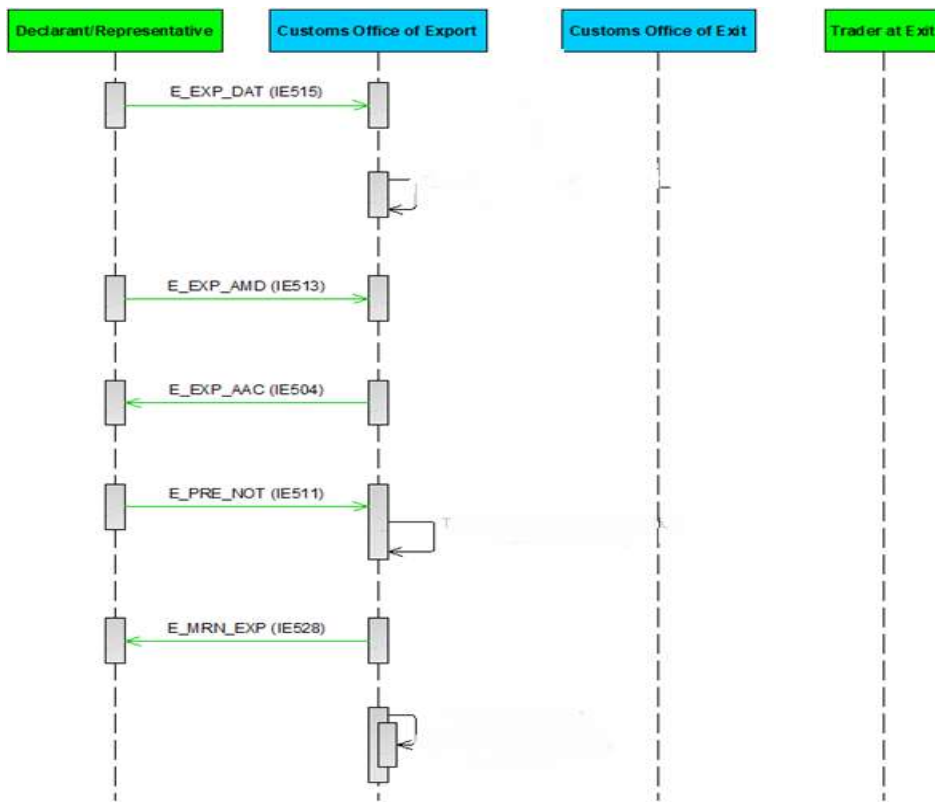 Declarant/Representative
Customs Office of Export
Customs Office of Exit
Trader at Exit
E_EXP_DAT (IE515)
E_EXP_AMD (IE513)
E_EXP_AAC (IE504)
E_PRE_NOT (IE511)
E_MRN_EXP (IE528)